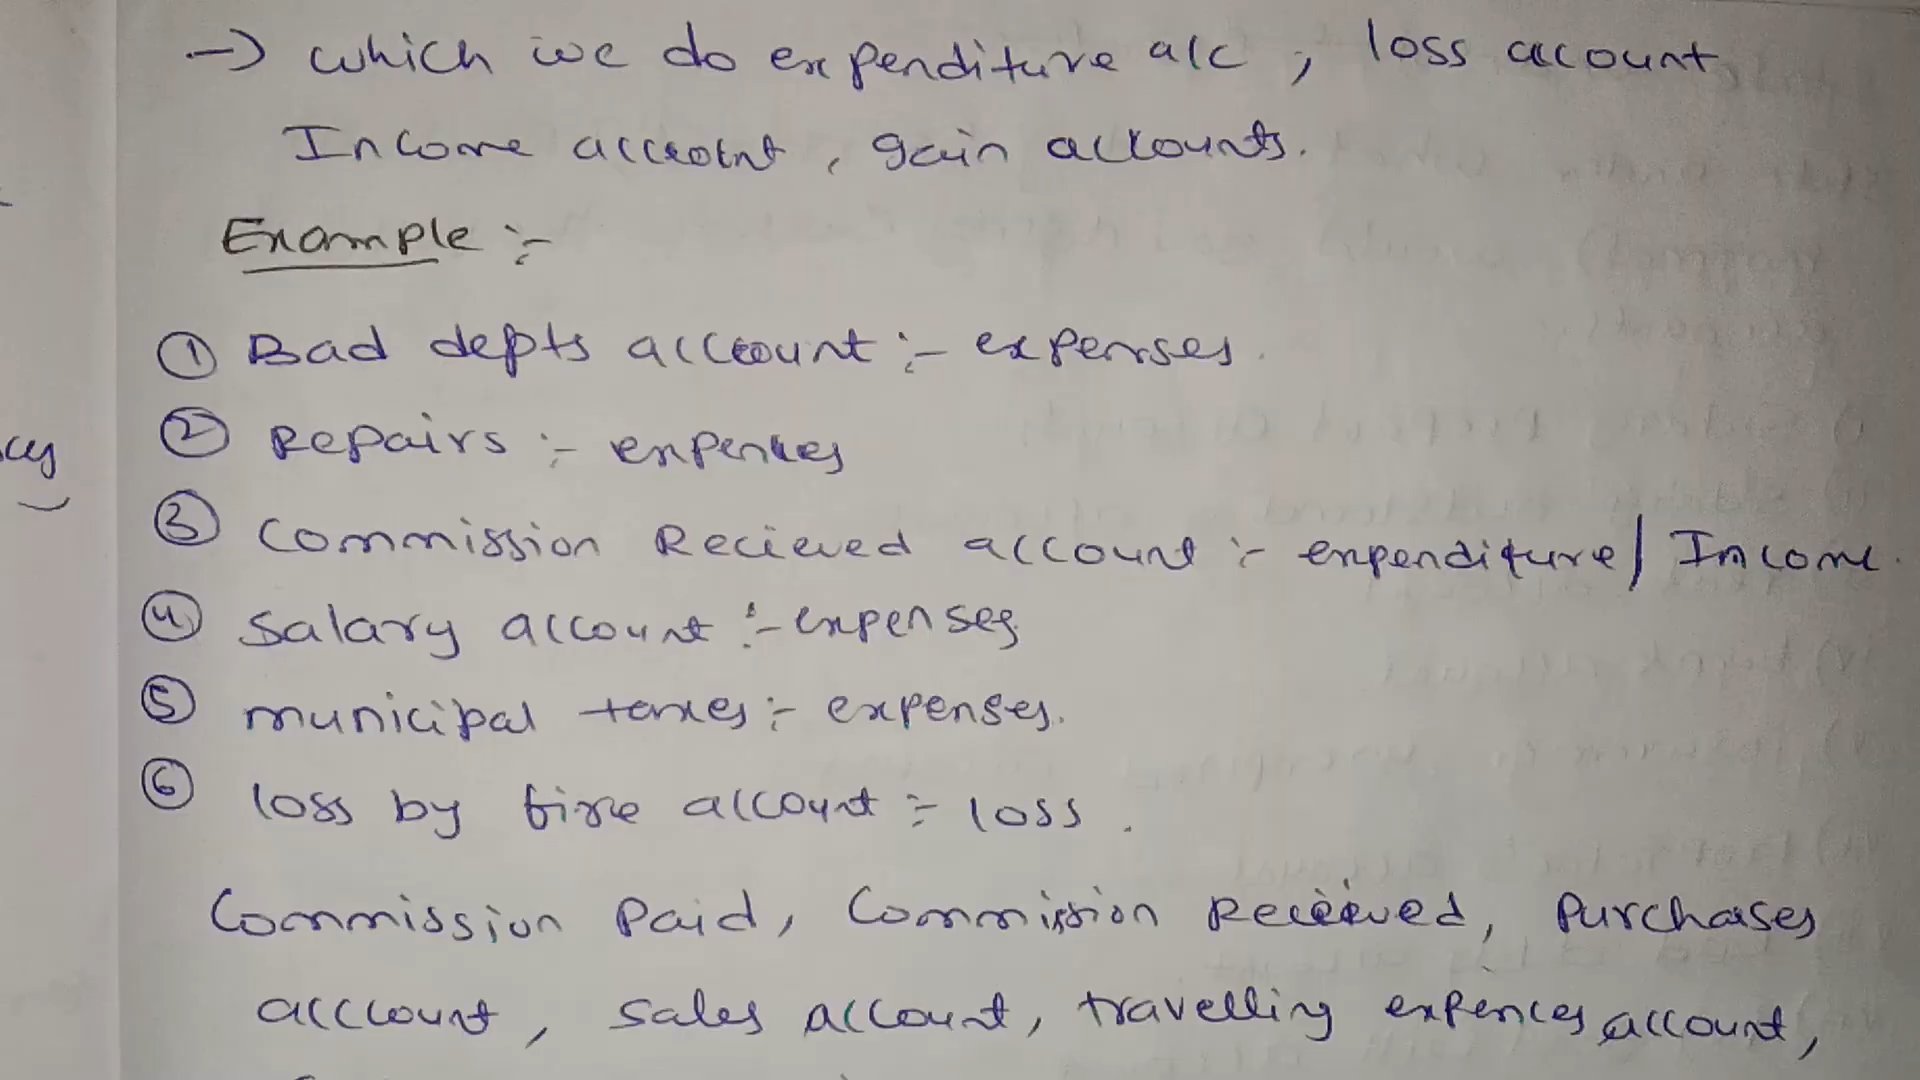 → which we do expenditure a/c, loss account
Income account, gain accounts.
Example :-
① Bad depts account :- expenses.
② Repairs :- expenses
③ Commission Recieved account :- expenditure/ Income.
④ Salary account :- expenses
⑤ municipal taxes :- expenses.
⑥ loss by fire account :- loss.
Commission Paid, Commission Received, Purchases
account, sales account, travelling expences account,